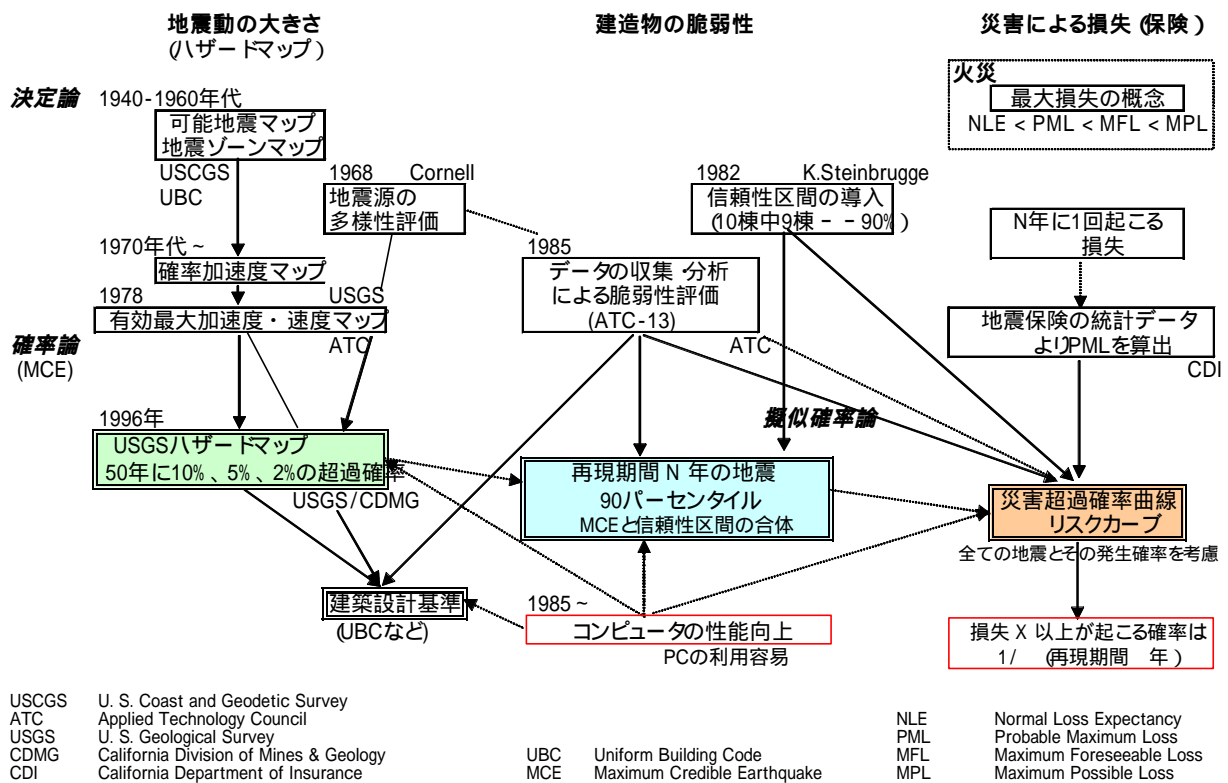 地震動の大きさ
(ハザードマップ)
建造物の脆弱性
災害による損失 (保険)
火災
最大損失の概念
NLE < PML < MFL < MPL
決定論
1940-1960年代
可能地震マップ
地震ゾーンマップ
USCGS
UBC
1968 Cornell
地震源の
多様性評価
1982 K.Steinbrugge
信頼性区間の導入
(10棟中9棟－－90%)
N年に1回起こる
損失
1970年代~
確率加速度マップ
1985
データの収集・分析
による脆弱性評価
(ATC-13)
ATC
1978
USGS
有効最大加速度・速度マップ
ATC
地震保険の統計データ
よりPMLを算出
CDI
確率論
(MCE)
擬似確率論
1996年
USGSハザードマップ
50年に10%、5%、2%の超過確率
USGS/CDMG
再現期間 N 年の地震
90パーセンタイル
MCEと信頼性区間の合体
災害超過確率曲線
リスクカーブ
全ての地震とその発生確率を考慮
建築設計基準
(UBCなど)
1985~
コンピュータの性能向上
PCの利用容易
損失 X 以上が起こる確率は
1/ (再現期間 年)
USCGS U. S. Coast and Geodetic Survey
ATC Applied Technology Council
USGS U. S. Geological Survey
CDMG California Division of Mines & Geology
CDI California Department of Insurance
UBC Uniform Building Code
MCE Maximum Credible Earthquake
NLE Normal Loss Expectancy
PML Probable Maximum Loss
MFL Maximum Foreseeable Loss
MPL Maximum Possible Loss